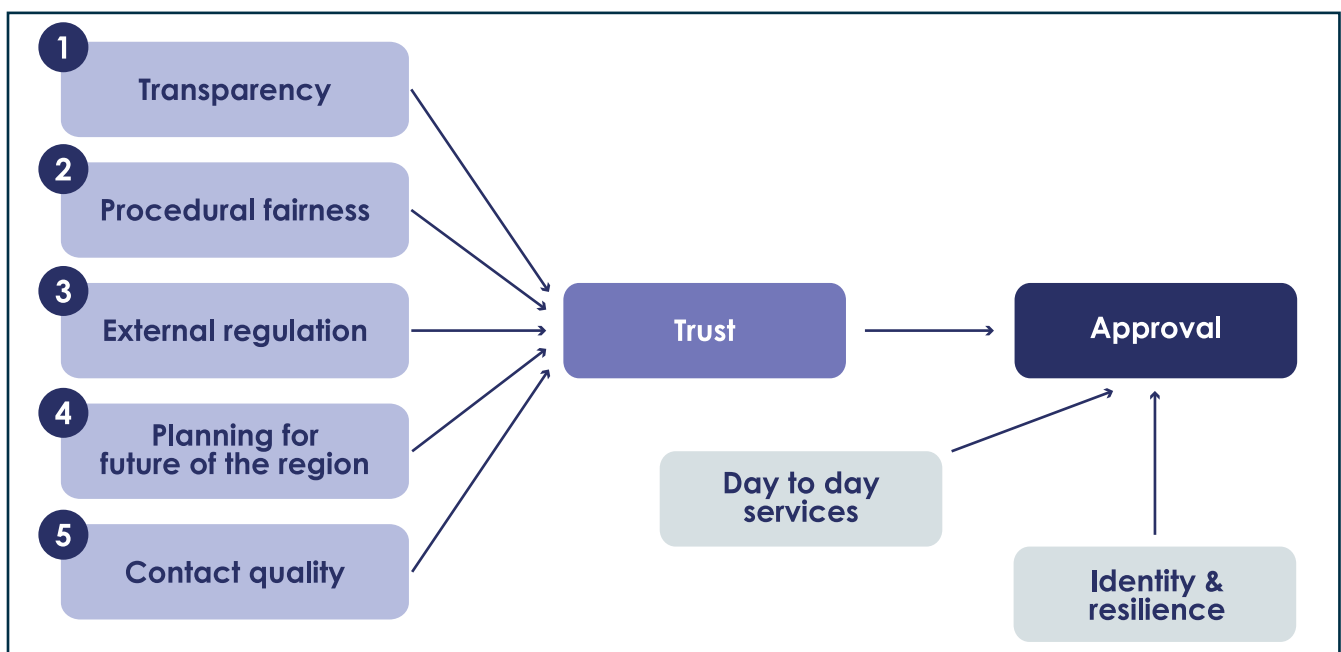 1
Transparency
2
Procedural fairness
3
External regulation
4
Planning for
future of the region
5
Contact quality
Trust
Approval
Day to day
services
Identity &
resilience